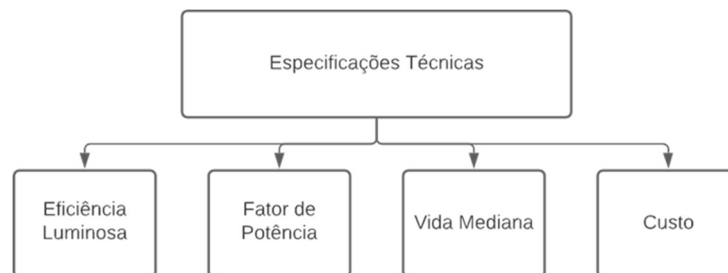 Especificações Técnicas
Eficiência
Luminosa
Fator de
Potência
Vida Mediana
Custo